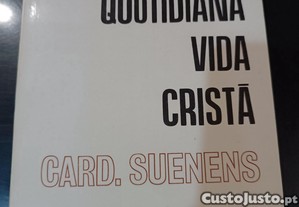 QUOTIDIANA
VIDA
CRISTÃ
CARD. SUENENS
CustoJusto.pt